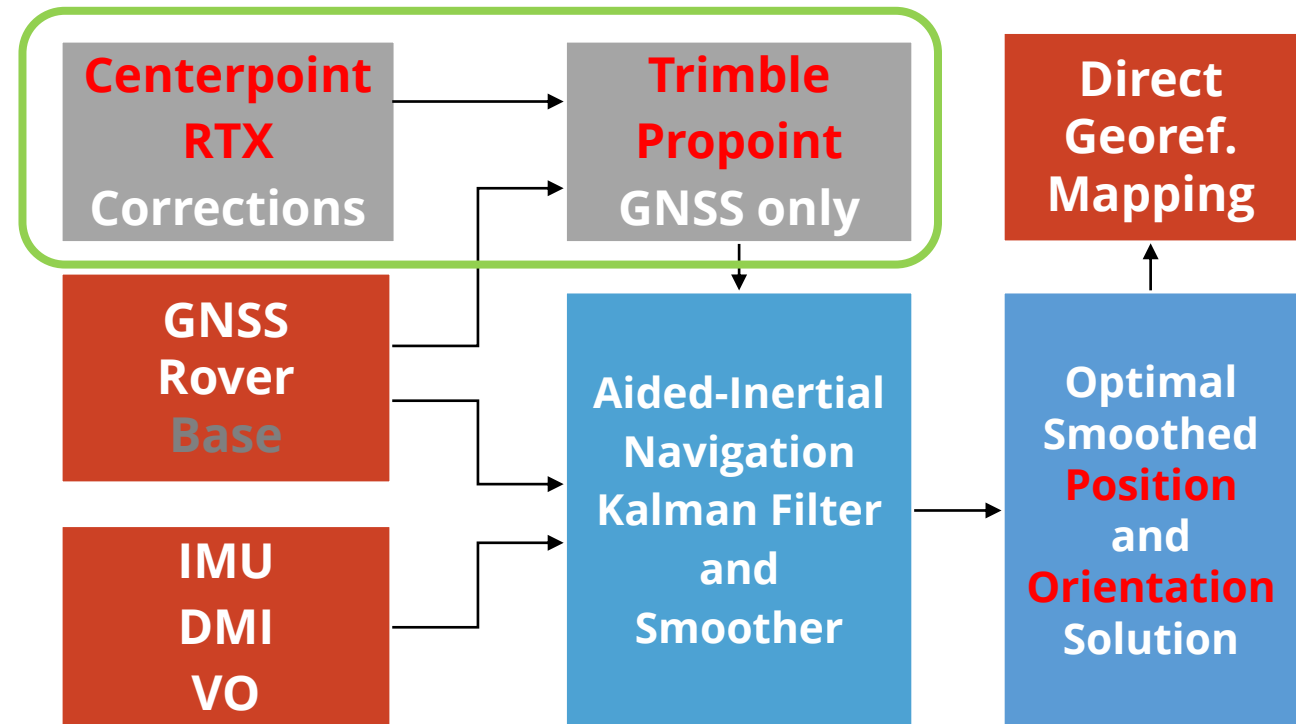 Centerpoint
RTX
Corrections
Trimble
Propoint
GNSS only
Direct
Georef.
Mapping
GNSS
Rover
Base
Aided-Inertial
Navigation
Kalman Filter
and
Smoother
Optimal
Smoothed
Position
and
Orientation
Solution
IMU
DMI
VO